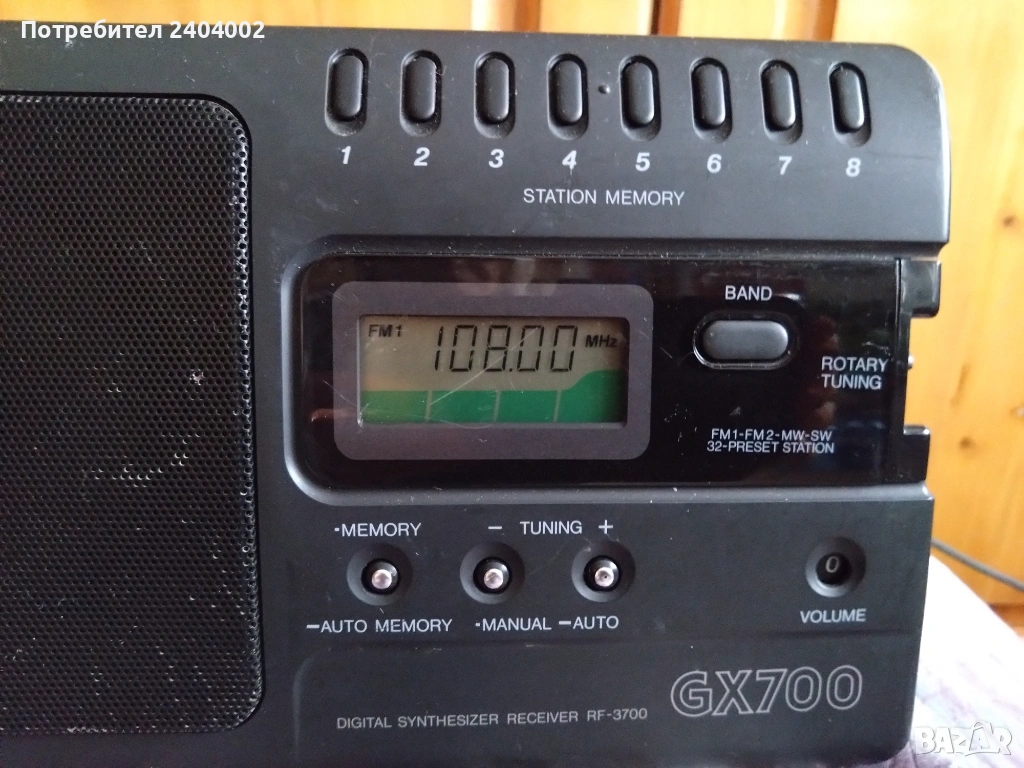 Потребител 2404002
1 2 3 4 5 6 7 8
STATION MEMORY
BAND
FM1 108.00 MHz
ROTARY
TUNING
FM1-FM2-MW-SW
32-PRESET STATION
•MEMORY − TUNING +
0
−AUTO MEMORY •MANUAL −AUTO
VOLUME
GX700
DIGITAL SYNTHESIZER RECEIVER RF-3700
BAZAR